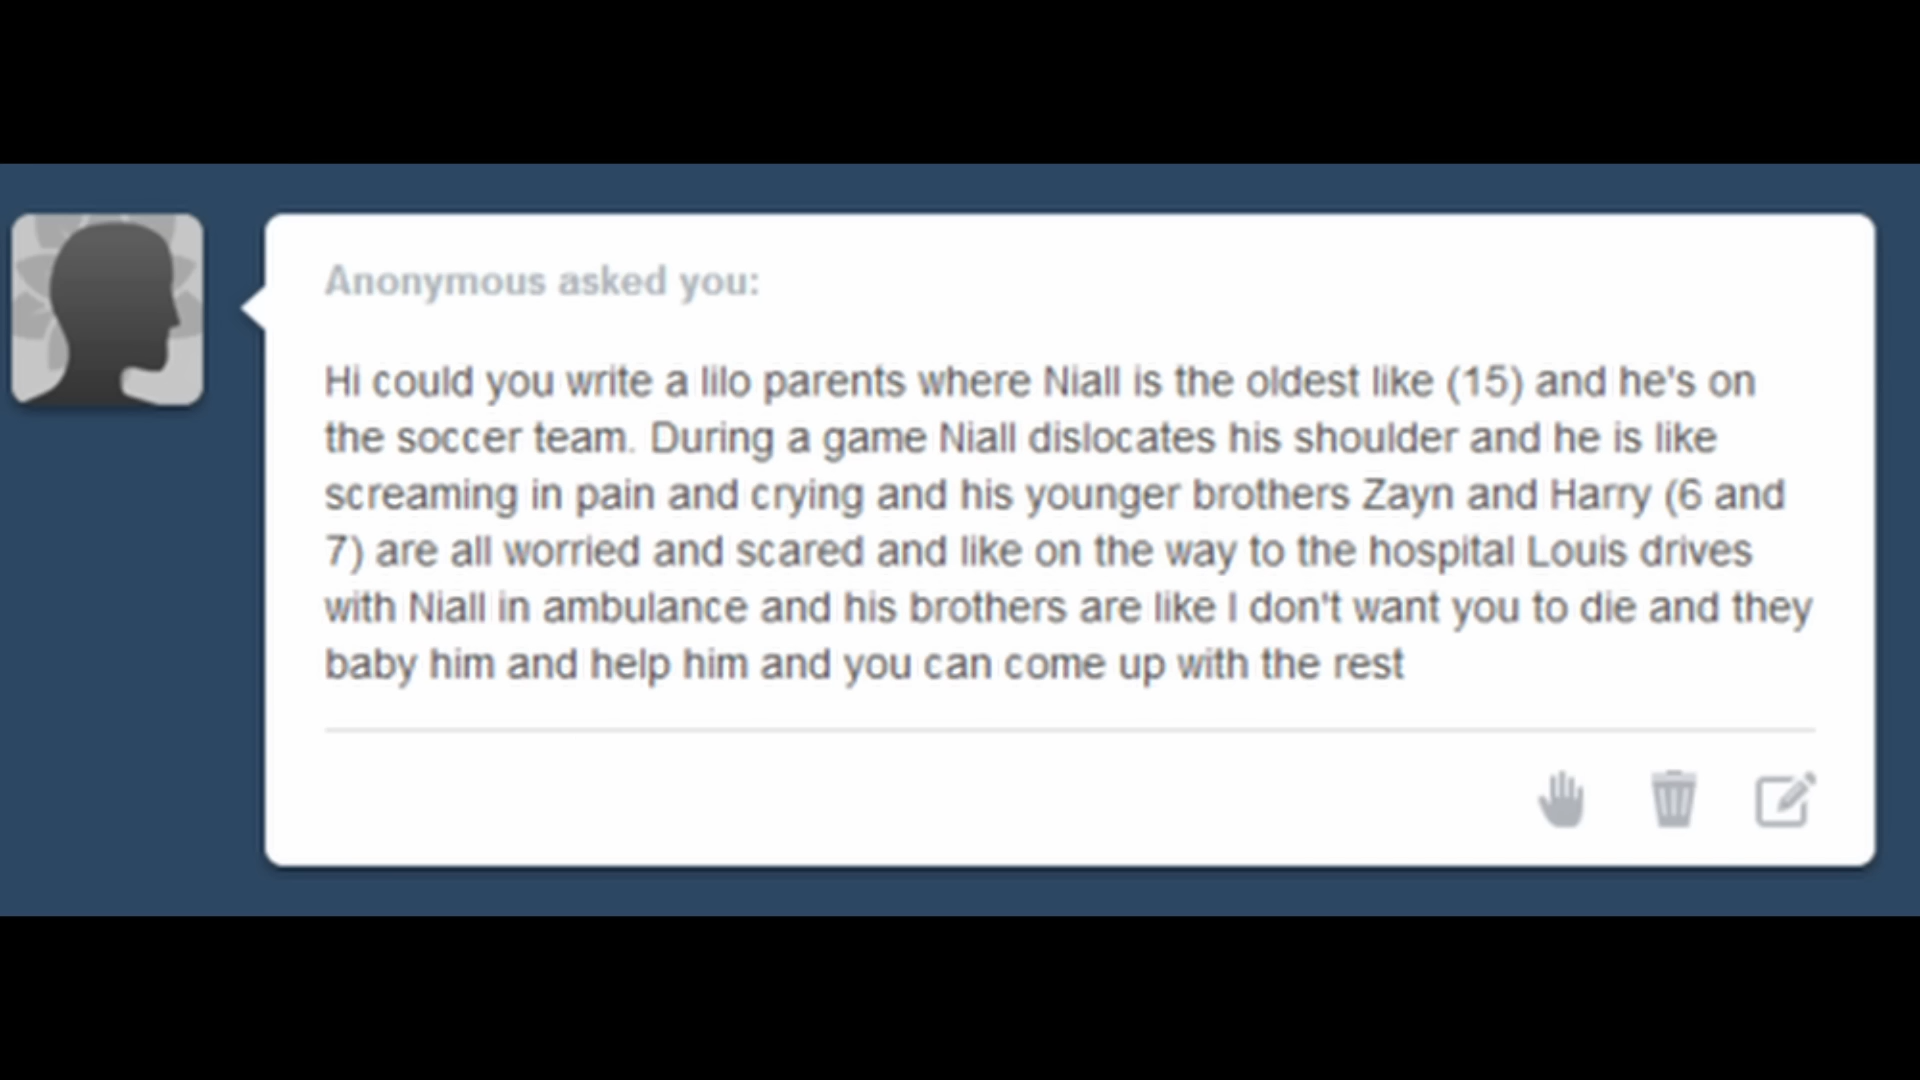 Anonymous asked you:
Hi could you write a lilo parents where Niall is the oldest like (15) and he's on
the soccer team. During a game Niall dislocates his shoulder and he is like
screaming in pain and crying and his younger brothers Zayn and Harry (6 and
7) are all worried and scared and like on the way to the hospital Louis drives
with Niall in ambulance and his brothers are like I don't want you to die and they
baby him and help him and you can come up with the rest